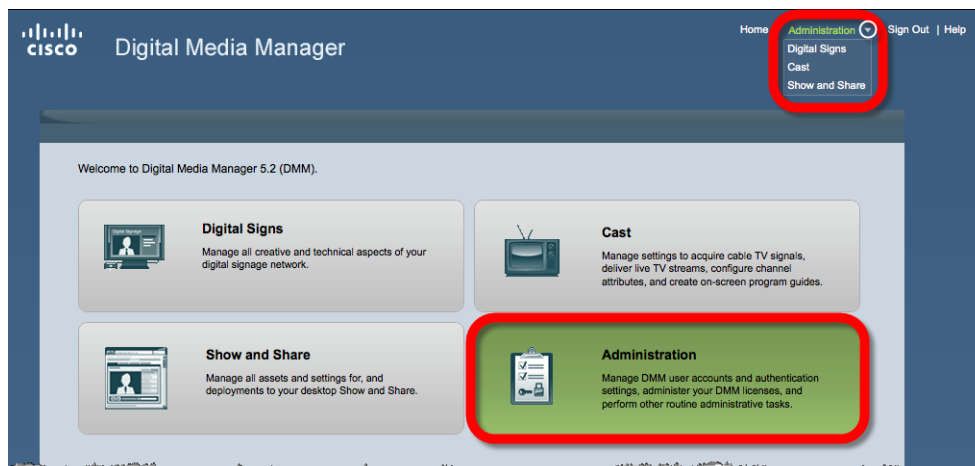 Home Administration Sign Out | Help
CISCO Digital Media Manager
Digital Signs
Cast
Show and Share
Welcome to Digital Media Manager 5.2 (DMM).
Digital Signs
Manage all creative and technical aspects of your
digital signage network.
Cast
Manage settings to acquire cable TV signals,
deliver live TV streams, configure channel
attributes, and create on-screen program guides.
Show and Share
Manage all assets and settings for, and
deployments to your desktop Show and Share.
Administration
Manage DMM user accounts and authentication
settings, administer your DMM licenses, and
perform other routine administrative tasks.